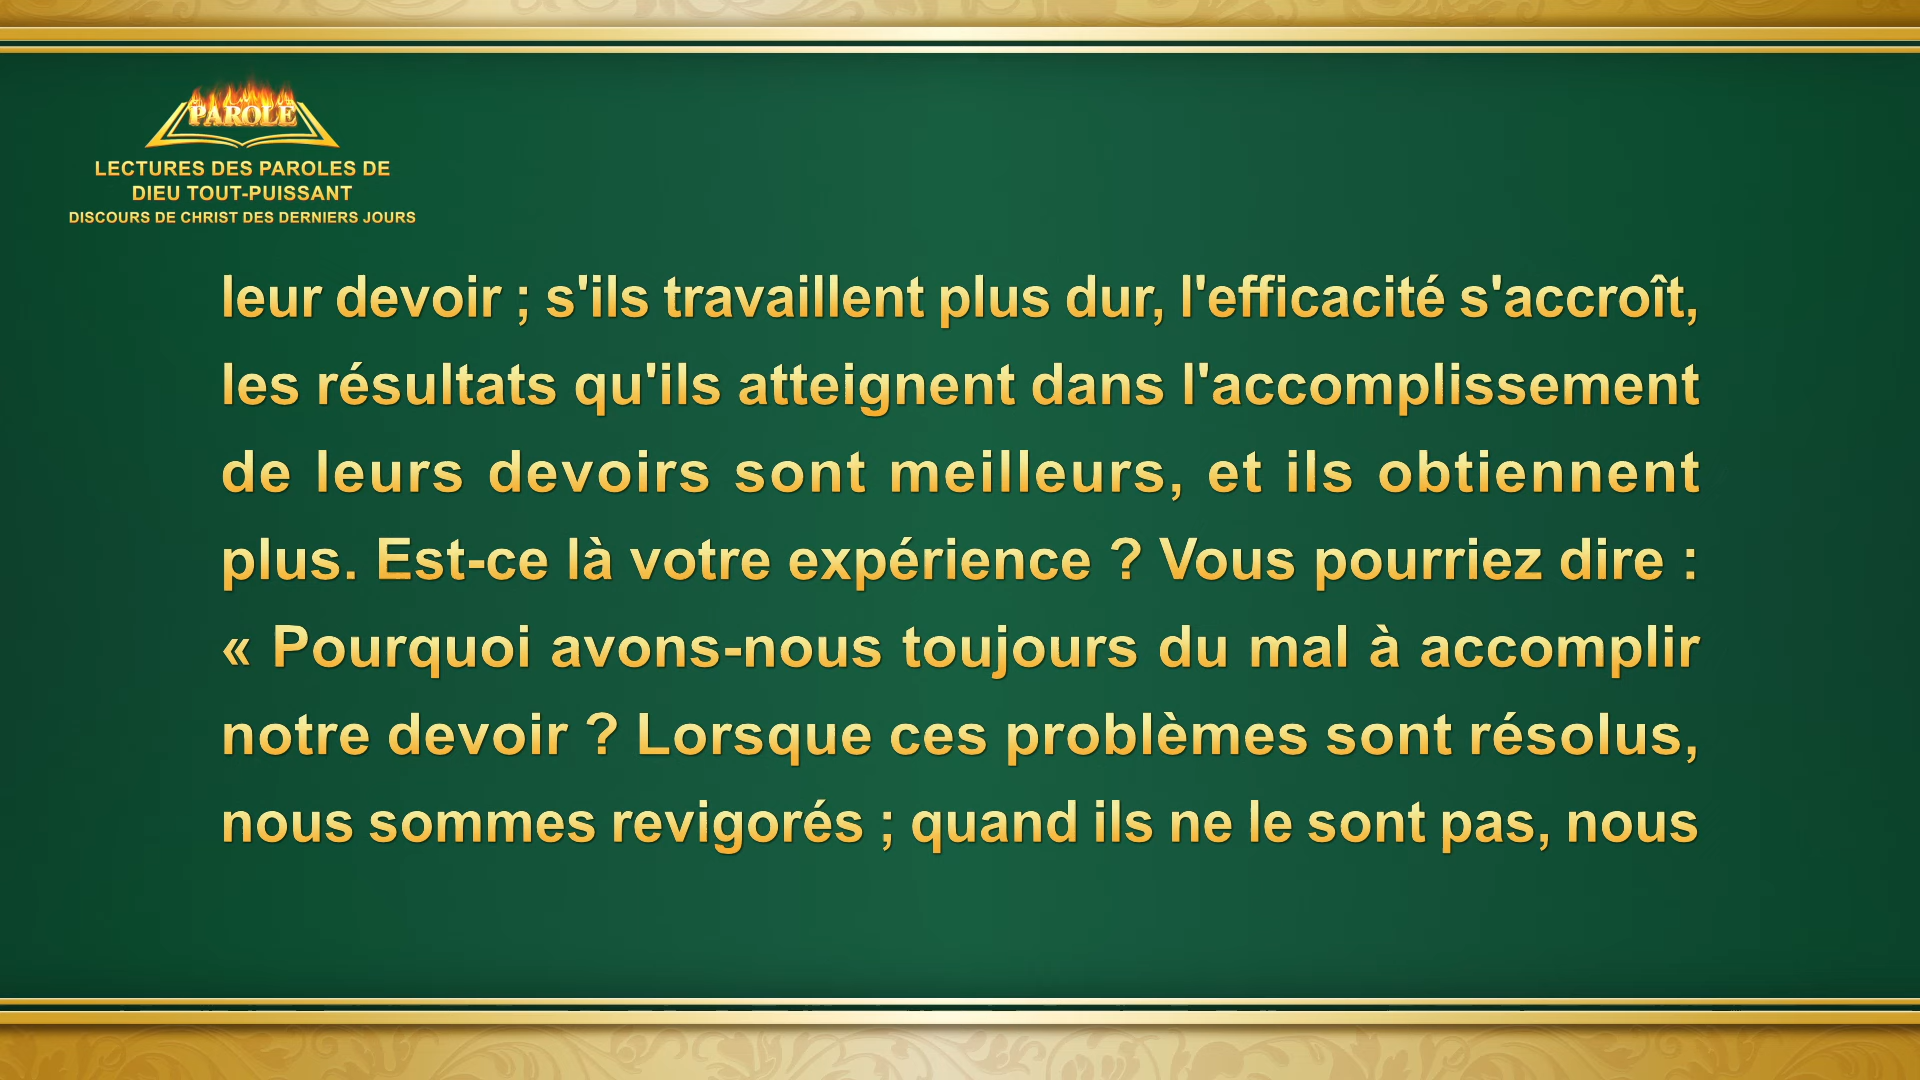 PAROLE
LECTURES DES PAROLES DE
DIEU TOUT-PUISSANT
DISCOURS DE CHRIST DES DERNIERS JOURS
leur devoir ; s'ils travaillent plus dur, l'efficacité s'accroît,
les résultats qu'ils atteignent dans l'accomplissement
de leurs devoirs sont meilleurs, et ils obtiennent
plus. Est-ce là votre expérience ? Vous pourriez dire :
« Pourquoi avons-nous toujours du mal à accomplir
notre devoir ? Lorsque ces problèmes sont résolus,
nous sommes revigorés ; quand ils ne le sont pas, nous